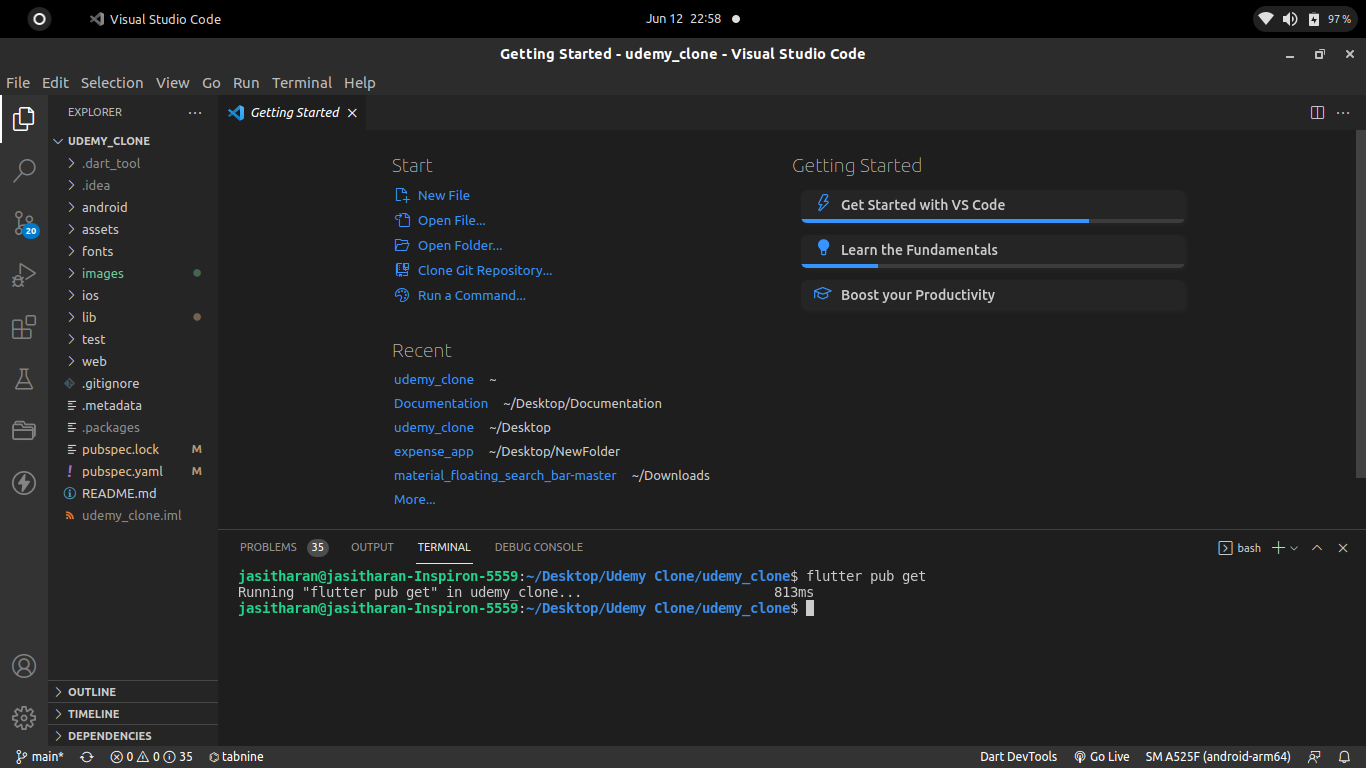 Visual Studio Code
Jun 12 22:58
97 %
Getting Started - udemy_clone - Visual Studio Code
File Edit Selection View Go Run Terminal Help
EXPLORER
Getting Started
UDEMY_CLONE
.dart_tool
.idea
android
assets
fonts
images
ios
lib
test
web
.gitignore
.metadata
.packages
pubspec.lock M
pubspec.yaml M
README.md
udemy_clone.iml
20
OUTLINE
TIMELINE
DEPENDENCIES
Start
New File
Open File...
Open Folder...
Clone Git Repository...
Run a Command...
Recent
udemy_clone ~
Documentation ~/Desktop/Documentation
udemy_clone ~/Desktop
expense_app ~/Desktop/NewFolder
material_floating_search_bar-master ~/Downloads
More...
Getting Started
Get Started with VS Code
Learn the Fundamentals
Boost your Productivity
PROBLEMS 35 OUTPUT TERMINAL DEBUG CONSOLE
bash
jasitharan@jasitharan-Inspiron-5559:~/Desktop/Udemy Clone/udemy_clone$ flutter pub get
Running "flutter pub get" in udemy_clone... 813ms
jasitharan@jasitharan-Inspiron-5559:~/Desktop/Udemy Clone/udemy_clone$
main* 0 0 35 tabnine
Dart DevTools Go Live SM A525F (android-arm64)